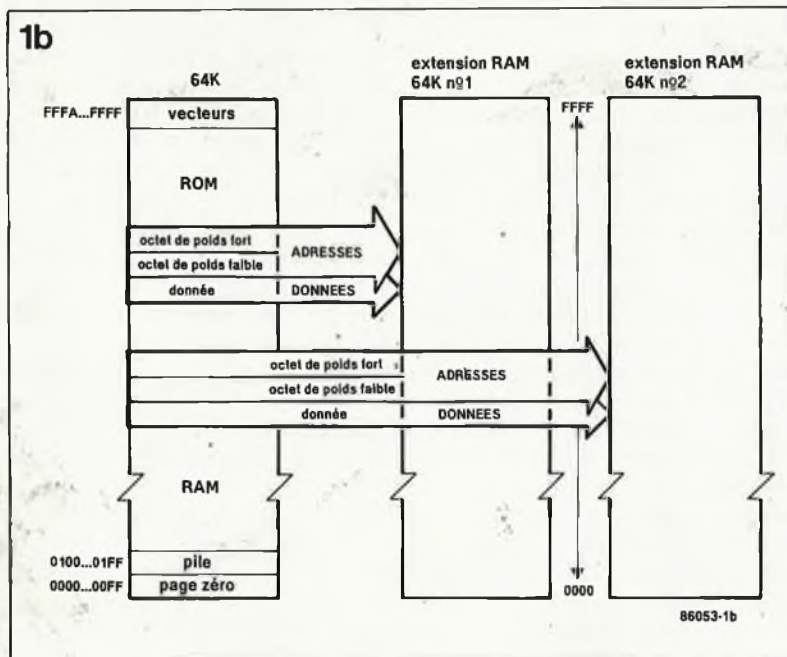 1b
64K
extension RAM
64K nº1
extension RAM
64K nº2
FFFA...FFFF
vecteurs
FFFF
ROM
octet de poids fort
octet de poids faible
ADRESSES
donnée
DONNEES
octet de poids fort
octet de poids faible
ADRESSES
donnée
DONNEES
RAM
0100...01FF
pile
0000...00FF
page zéro
0000
86053-1b